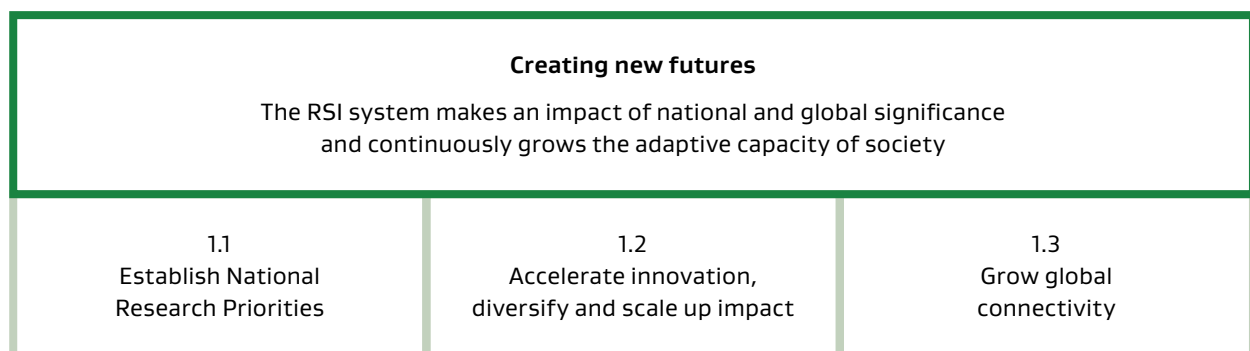 Creating new futures
The RSI system makes an impact of national and global significance
and continuously grows the adaptive capacity of society
1.1
Establish National
Research Priorities
1.2
Accelerate innovation,
diversify and scale up impact
1.3
Grow global
connectivity